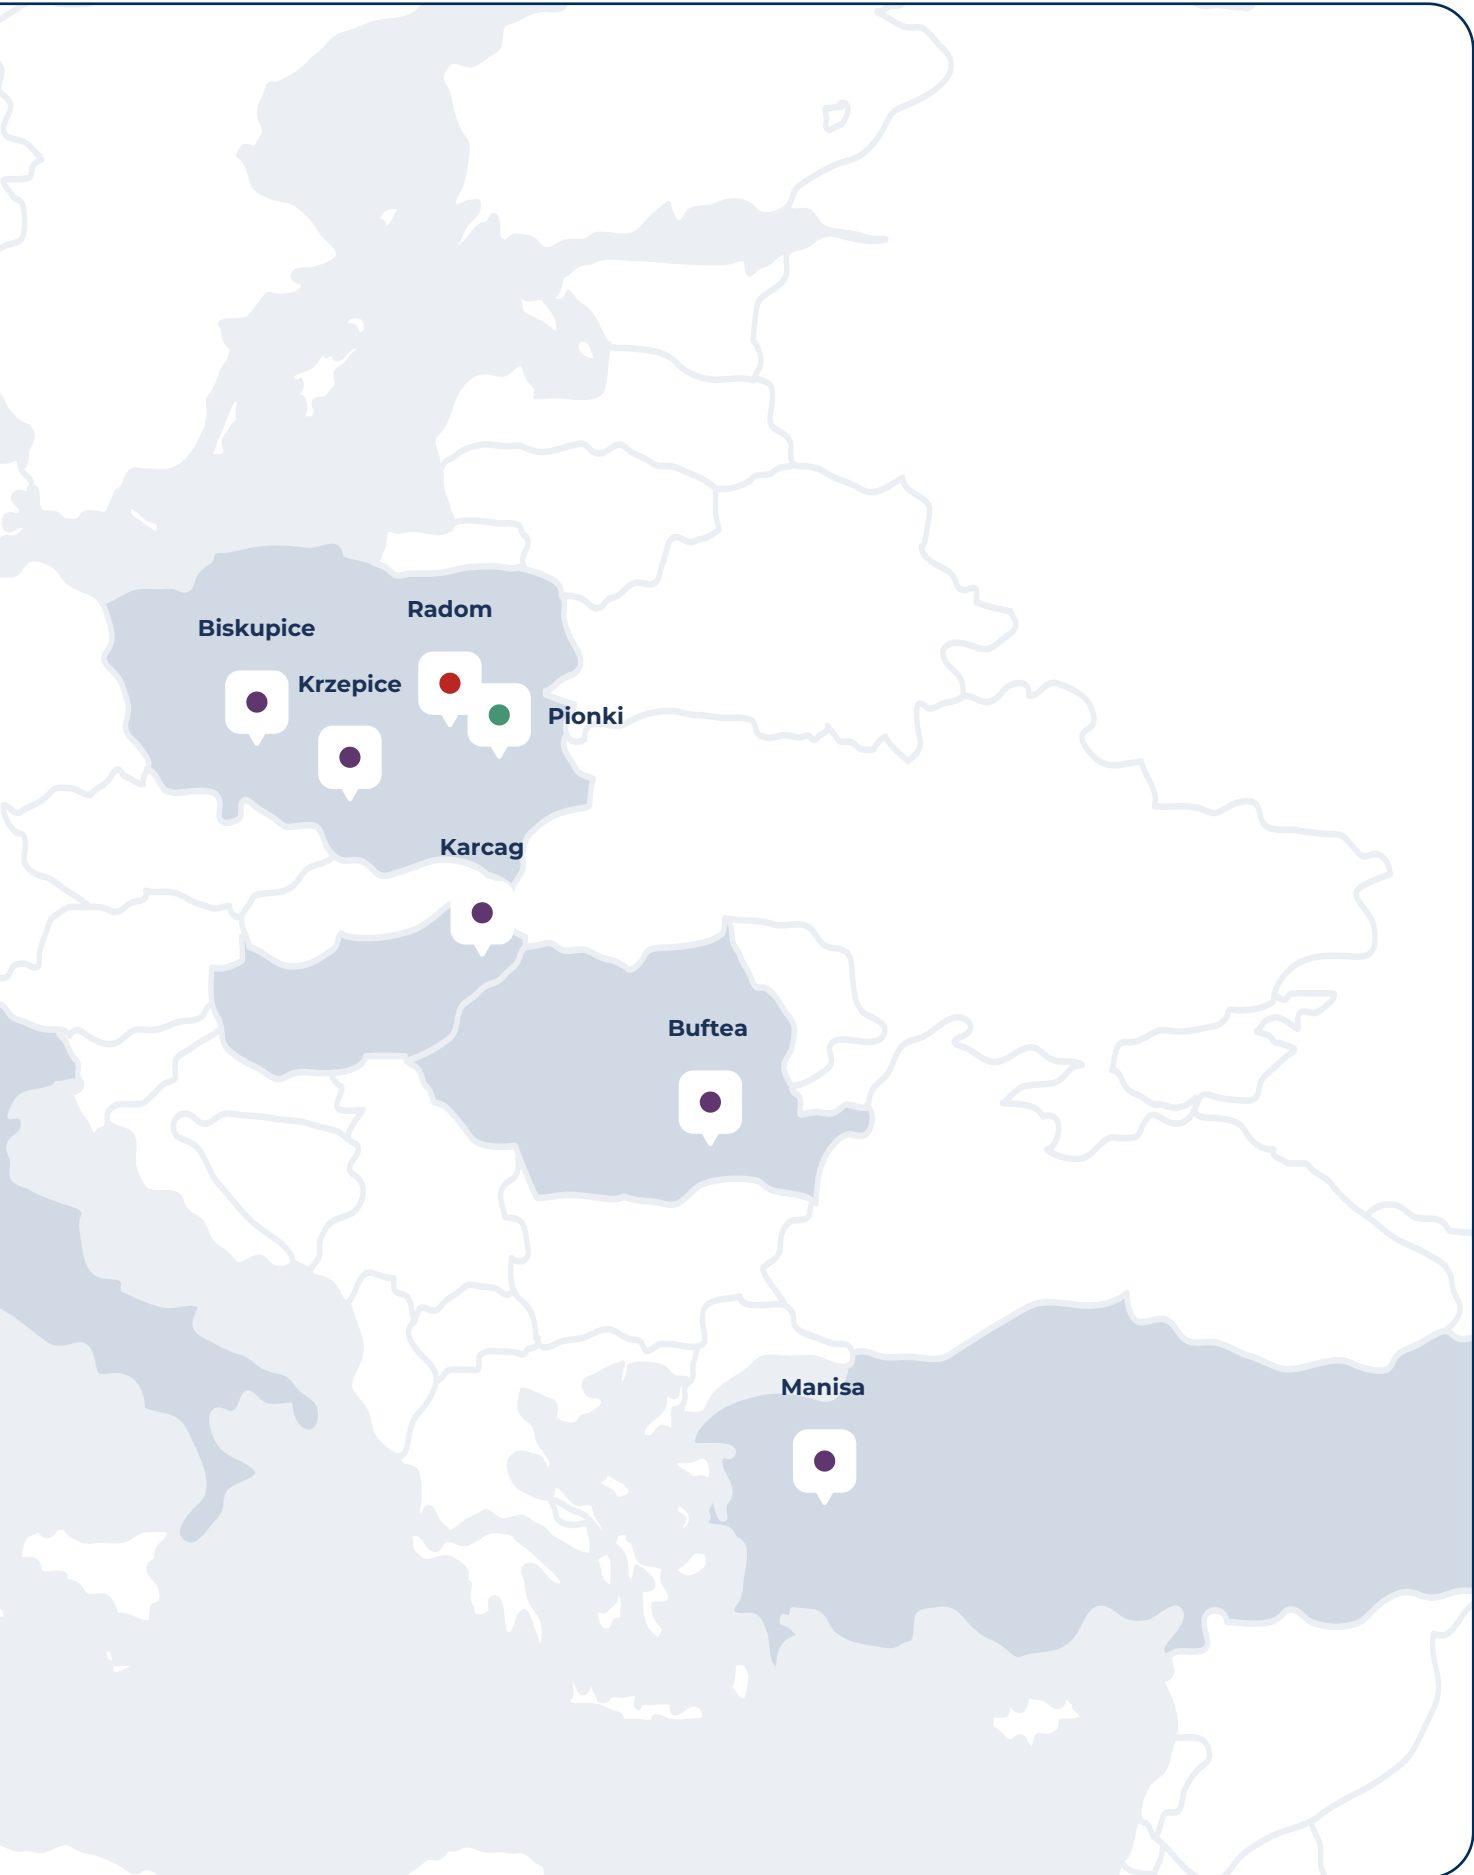 Radom
Biskupice
Krzepice
Pionki
Karcag
Buftea
Manisa